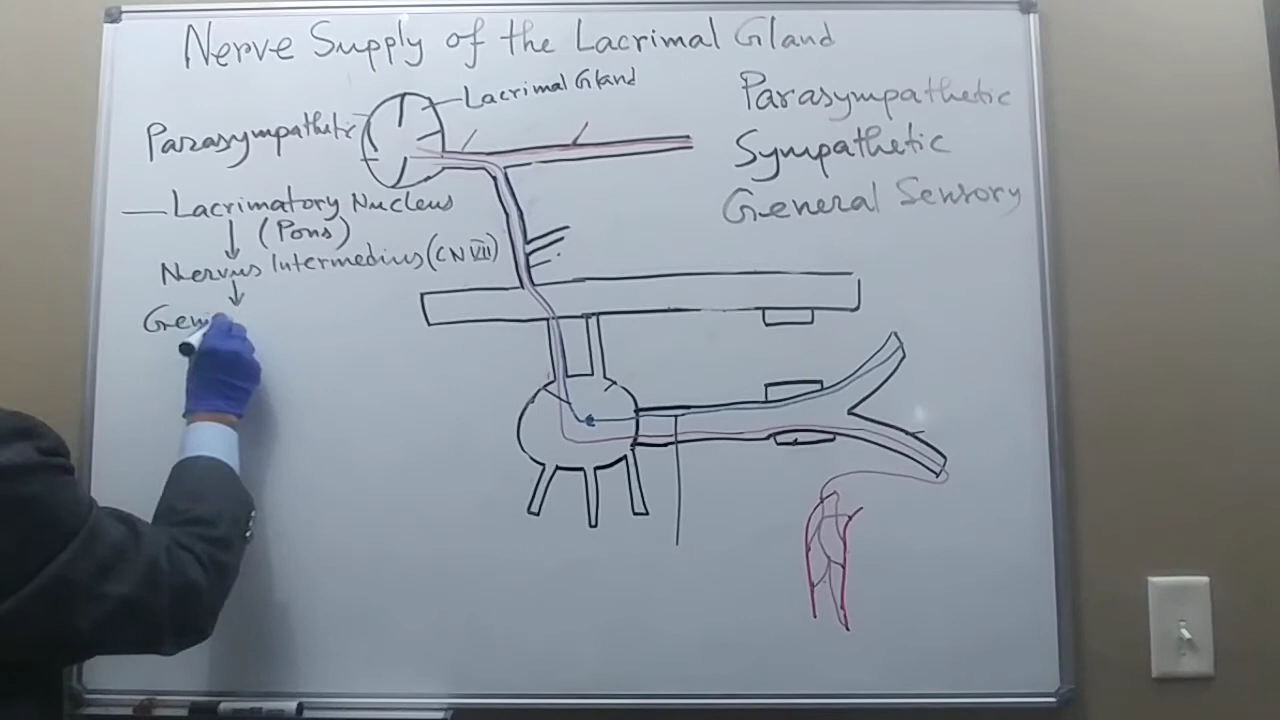 Nerve Supply of the Lacrimal Gland
Lacrimal Gland
Parasympathetic
Lacrimatory Nucleus
(Pons)
Nervus Intermedius (CN VII)
Geni
Parasympathetic
Sympathetic
General Sensory